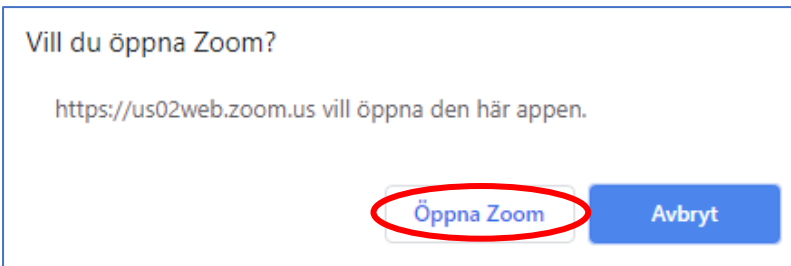 Vill du öppna Zoom?
https://us02web.zoom.us vill öppna den här appen.
Öppna Zoom Avbryt